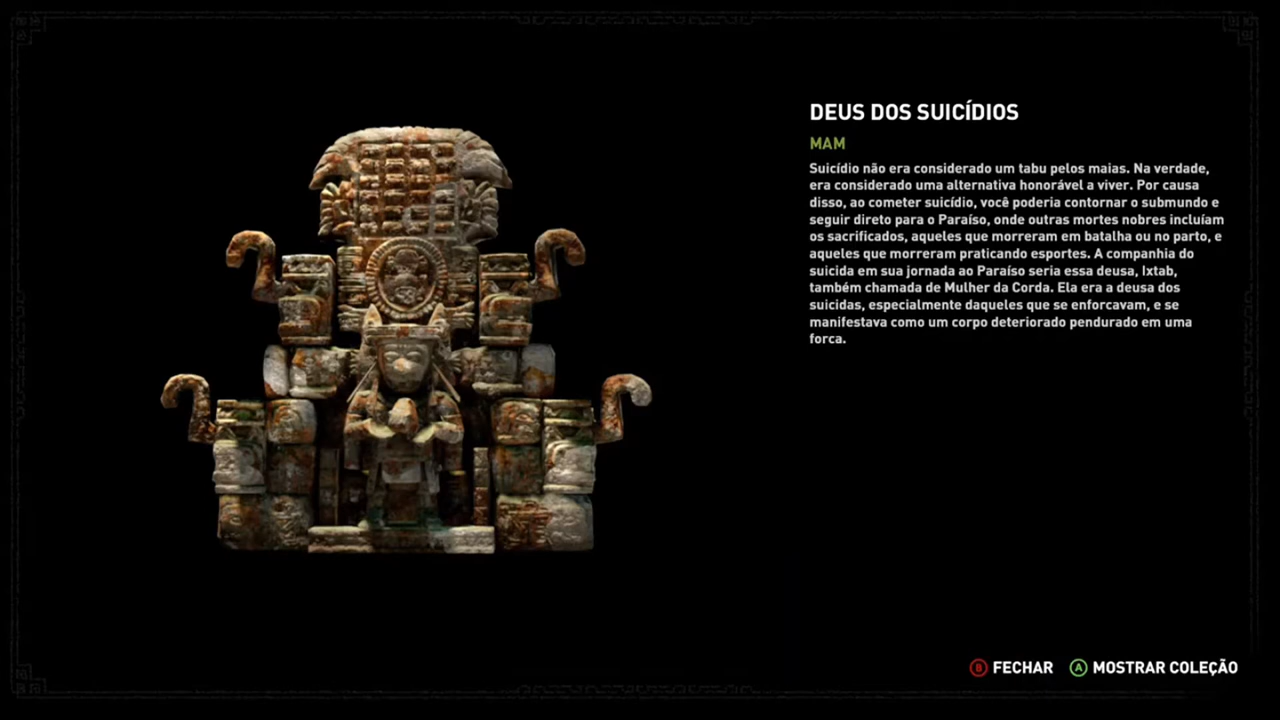 DEUS DOS SUICÍDIOS
MAM
Suicídio não era considerado um tabu pelos maias. Na verdade,
era considerado uma alternativa honorável a viver. Por causa
disso, ao cometer suicídio, você poderia contornar o submundo e
seguir direto para o Paraíso, onde outras mortes nobres incluíam
os sacrificados, aqueles que morreram em batalha ou no parto, e
aqueles que morreram praticando esportes. A companhia do
suicida em sua jornada ao Paraíso seria essa deusa, Ixtab,
também chamada de Mulher da Corda. Ela era a deusa dos
suicidas, especialmente daqueles que se enforcavam, e se
manifestava como um corpo deteriorado pendurado em uma
forca.
B FECHAR A MOSTRAR COLEÇÃO